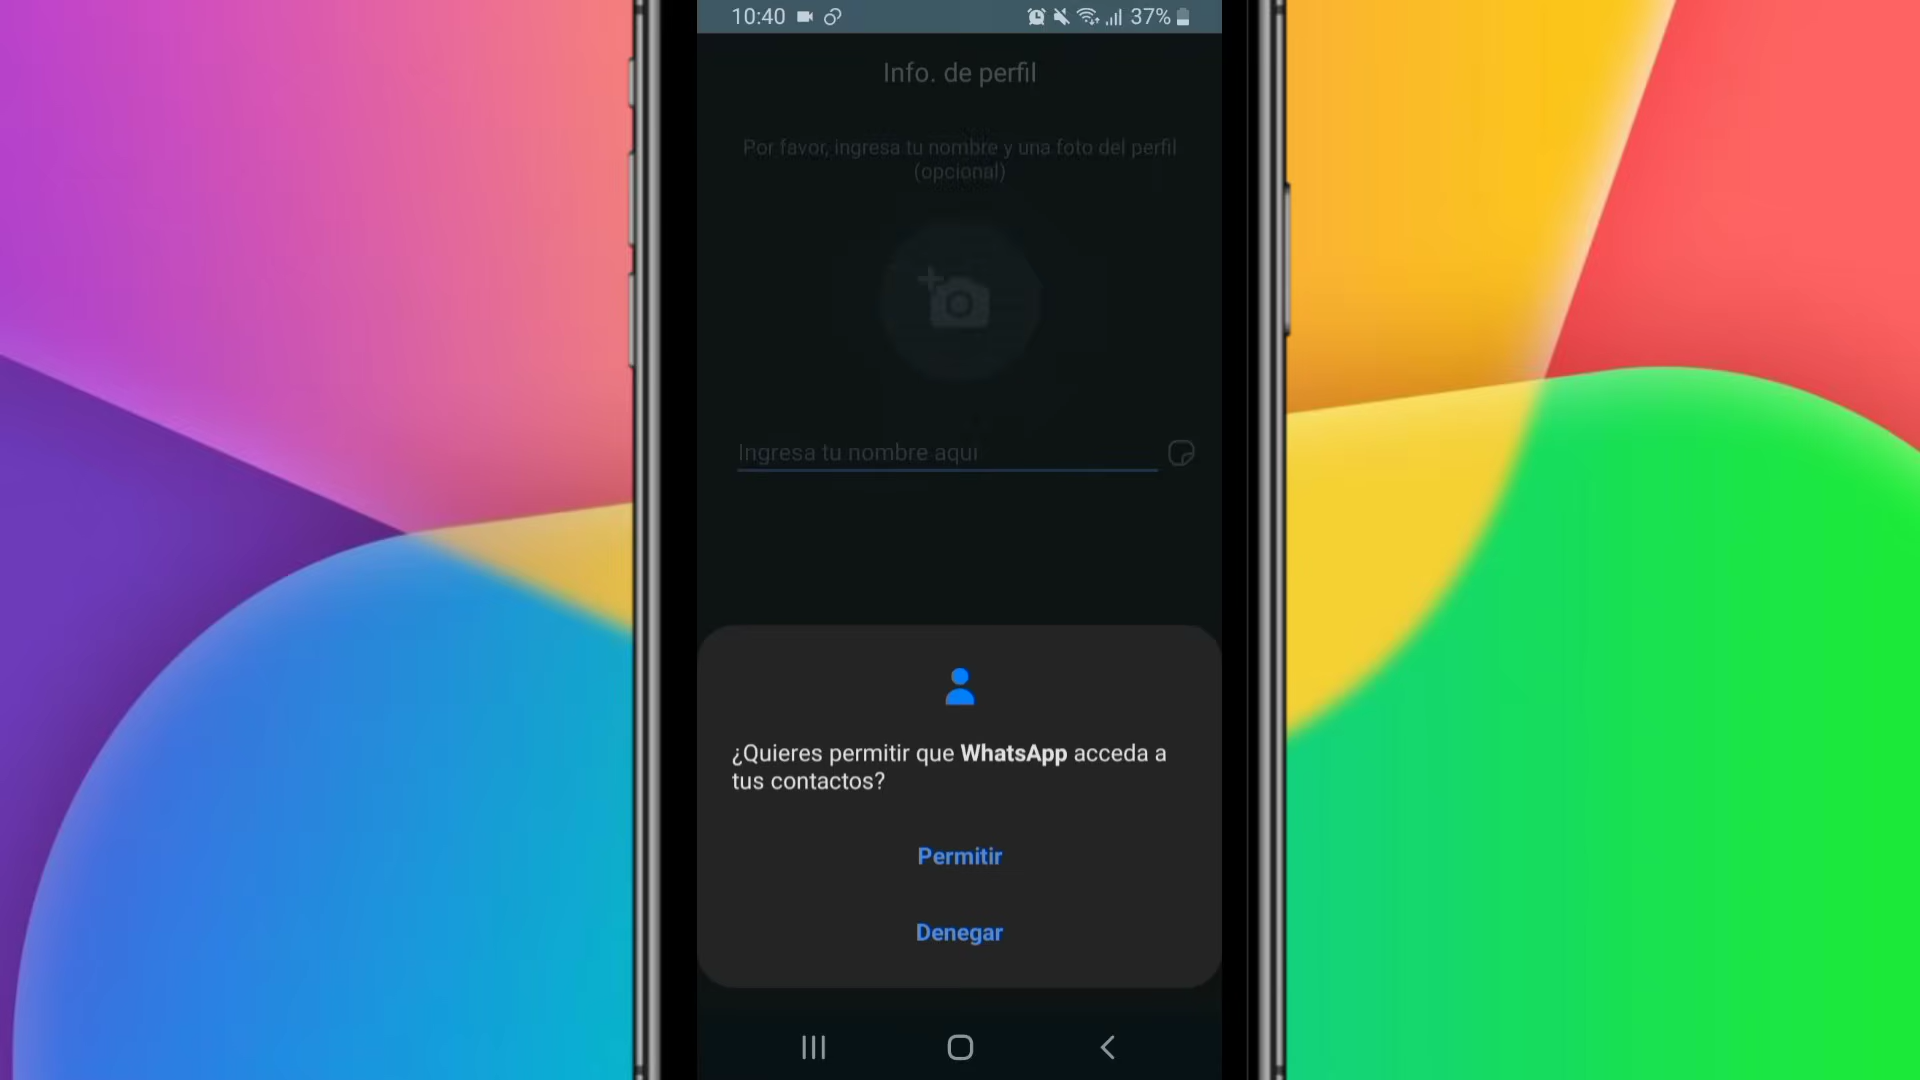 10:40 37%
Info. de perfil
Por favor, ingresa tu nombre y una foto del perfil
(opcional)
Ingresa tu nombre aquí
¿Quieres permitir que WhatsApp acceda a
tus contactos?
Permitir
Denegar